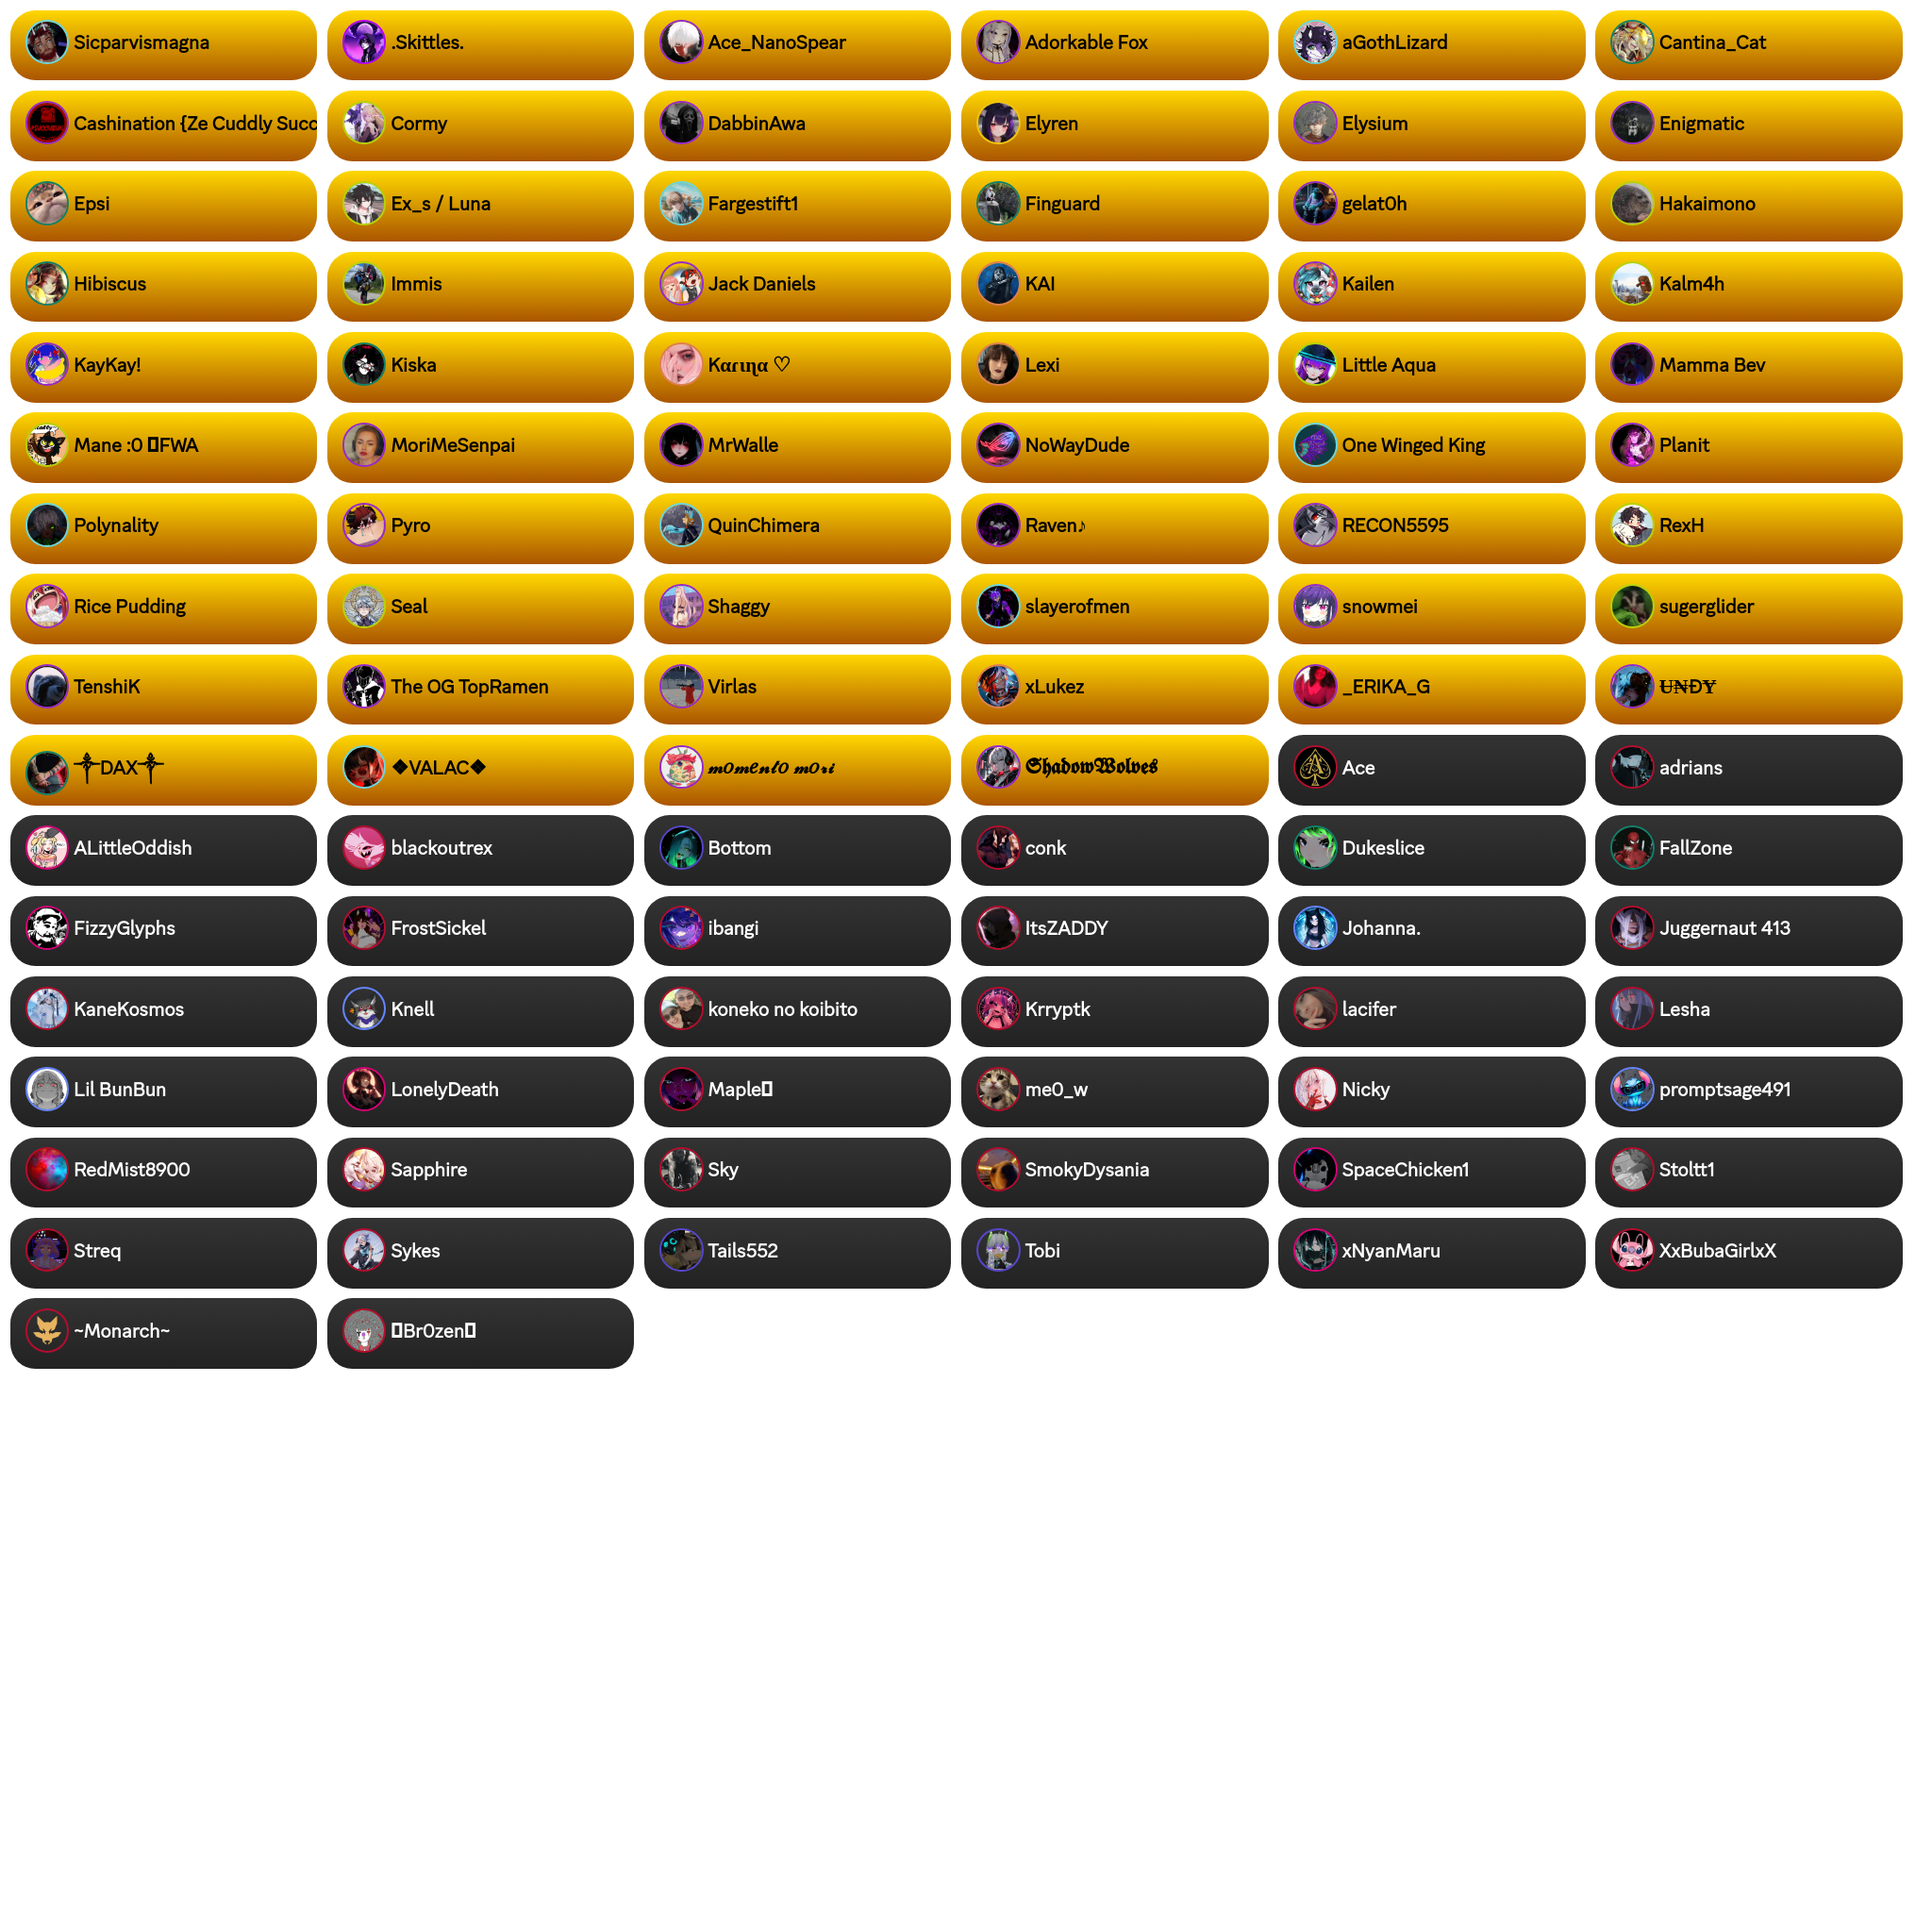 Sicparvismagna
.Skittles.
Ace_NanoSpear
Adorkable Fox
aGothLizard
Cantina_Cat
Cashination {Ze Cuddly Succ
Cormy
DabbinAwa
Elyren
Elysium
Enigmatic
Epsi
Ex_s / Luna
Fargestift1
Finguard
gelat0h
Hakaimono
Hibiscus
Immis
Jack Daniels
KAI
Kailen
Kalm4h
KayKay!
Kiska
Kαɾιɳα ♡
Lexi
Little Aqua
Mamma Bev
Mane :0 ▯FWA
MoriMeSenpai
MrWalle
NoWayDude
One Winged King
Planit
Polynality
Pyro
QuinChimera
Raven♪
RECON5595
RexH
Rice Pudding
Seal
Shaggy
slayerofmen
snowmei
sugerglider
TenshiK
The OG TopRamen
Virlas
xLukez
_ERIKA_G
U̶₦ĐɎ
༒DAX༒
❖VALAC❖
𝓶𝓸𝓶𝓮𝓷𝓽𝓸 𝓶𝓸𝓻𝓲
𝕾𝖍𝖆𝖉𝖔𝖜𝖂𝖔𝖑𝖛𝖊𝖘
Ace
adrians
ALittleOddish
blackoutrex
Bottom
conk
Dukeslice
FallZone
FizzyGlyphs
FrostSickel
ibangi
ItsZADDY
Johanna.
Juggernaut 413
KaneKosmos
Knell
koneko no koibito
Krryptk
lacifer
Lesha
Lil BunBun
LonelyDeath
Maple▯
me0_w
Nicky
promptsage491
RedMist8900
Sapphire
Sky
SmokyDysania
SpaceChicken1
Stoltt1
Streq
Sykes
Tails552
Tobi
xNyanMaru
XxBubaGirlxX
~Monarch~
▯Br0zen▯